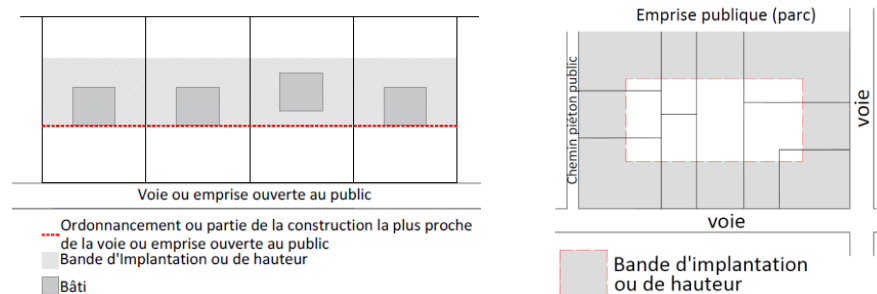 Voie ou emprise ouverte au public
Ordonnancement ou partie de la construction la plus proche
de la voie ou emprise ouverte au public
Bande d'Implantation ou de hauteur
Bâti
Emprise publique (parc)
Chemin piéton public
voie
voie
Bande d'implantation
ou de hauteur